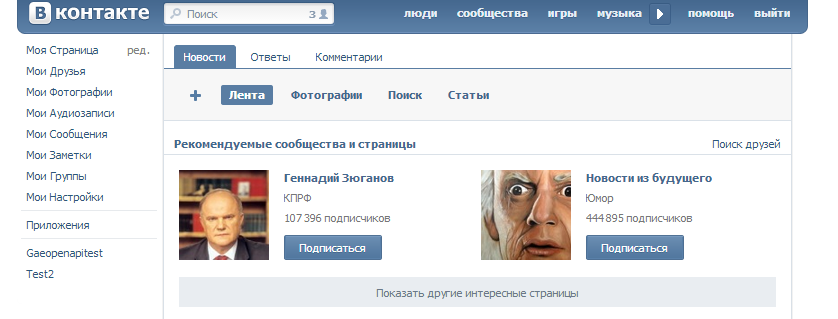 В контакте Поиск 3 люди сообщества игры музыка помощь выйти
Моя Страница ред.
Мои Друзья
Мои Фотографии
Мои Аудиозаписи
Мои Сообщения
Мои Заметки
Мои Группы
Мои Настройки
Приложения
Gaeopenapitest
Test2
Новости Ответы Комментарии
+ Лента Фотографии Поиск Статьи
Рекомендуемые сообщества и страницы Поиск друзей
Геннадий Зюганов
КПРФ
107 396 подписчиков
Подписаться
Новости из будущего
Юмор
444 895 подписчиков
Подписаться
Показать другие интересные страницы